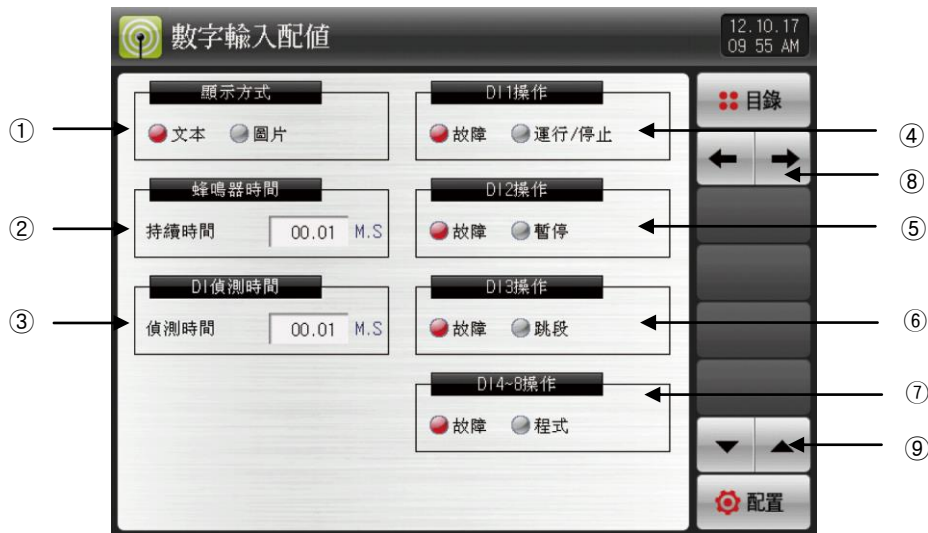 數字輸入配值
12.10.17
09 55 AM
顯示方式
文本 圖片
蜂鳴器時間
持續時間 00.01 M.S
DI偵測時間
偵測時間 00.01 M.S
DI1操作
故障 運行/停止
DI2操作
故障 暫停
DI3操作
故障 跳段
DI4~8操作
故障 程式
目錄
配置
①
②
③
④
⑧
⑤
⑥
⑦
⑨